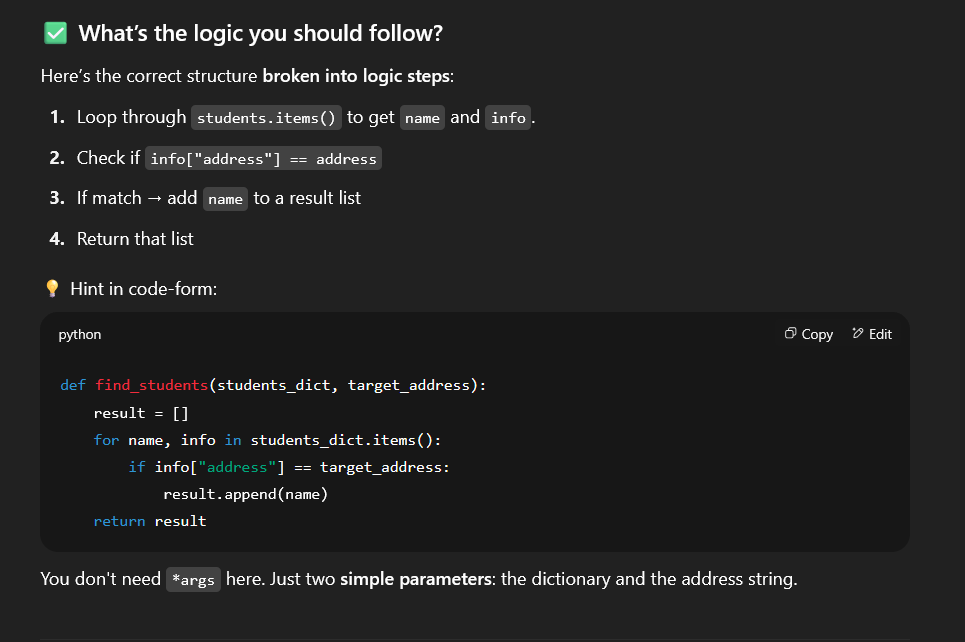 ✅ What's the logic you should follow?
Here's the correct structure broken into logic steps:
1. Loop through students.items() to get name and info.
2. Check if info["address"] == address
3. If match → add name to a result list
4. Return that list
💡 Hint in code-form:
python Copy Edit
def find_students(students_dict, target_address):
    result = []
    for name, info in students_dict.items():
        if info["address"] == target_address:
            result.append(name)
    return result
You don't need *args here. Just two simple parameters: the dictionary and the address string.